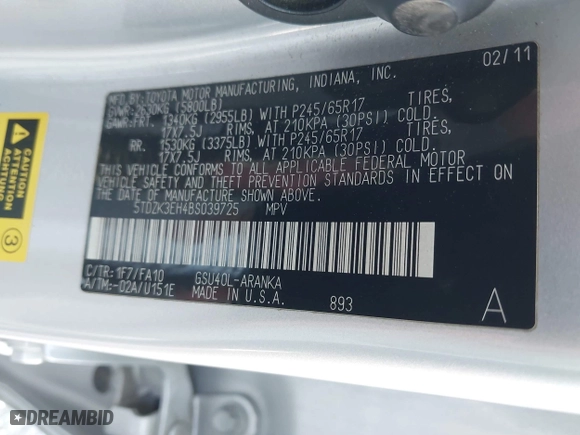 MFD. BY: TOYOTA MOTOR MANUFACTURING, INDIANA, INC. 02/11
GVWR: 2630KG (5800LB)
GAWR: FRT. 1340KG (2955LB) WITH P245/65R17 TIRES,
17X7.5J RIMS, AT 210KPA (30PSI) COLD.
RR. 1530KG (3375LB) WITH P245/65R17 TIRES,
17X7.5J RIMS, AT 210KPA (30PSI) COLD.
THIS VEHICLE CONFORMS TO ALL APPLICABLE FEDERAL MOTOR
VEHICLE SAFETY AND THEFT PREVENTION STANDARDS IN EFFECT ON
THE DATE OF MANUFACTURE SHOWN ABOVE.
5TDZK3EH4BS039725 MPV
C/TR: 1F7/FA10 GSU40L-ARANKA
A/TM:-02A/U151E MADE IN U.S.A. 893 A
CAUTION
ATTENTION
ACHTUNG
3
DREAMBID